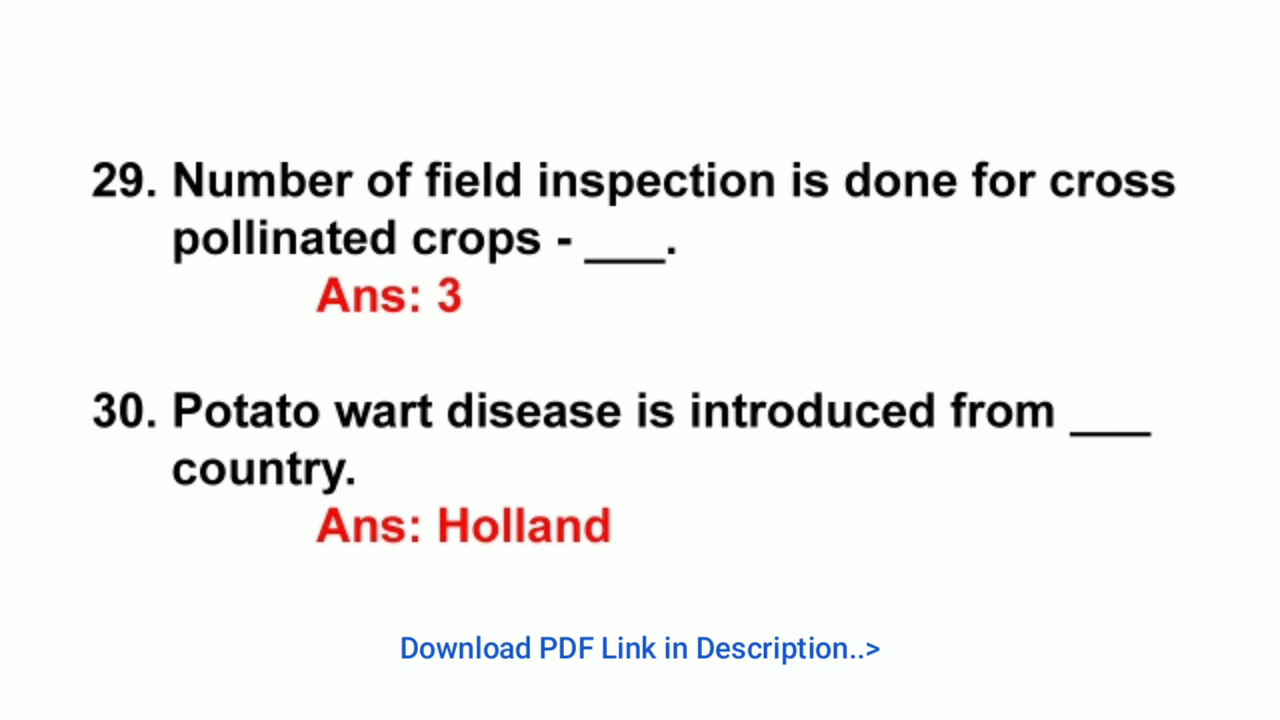 29. Number of field inspection is done for cross
pollinated crops - ___.
Ans: 3
30. Potato wart disease is introduced from ___
country.
Ans: Holland
Download PDF Link in Description..>